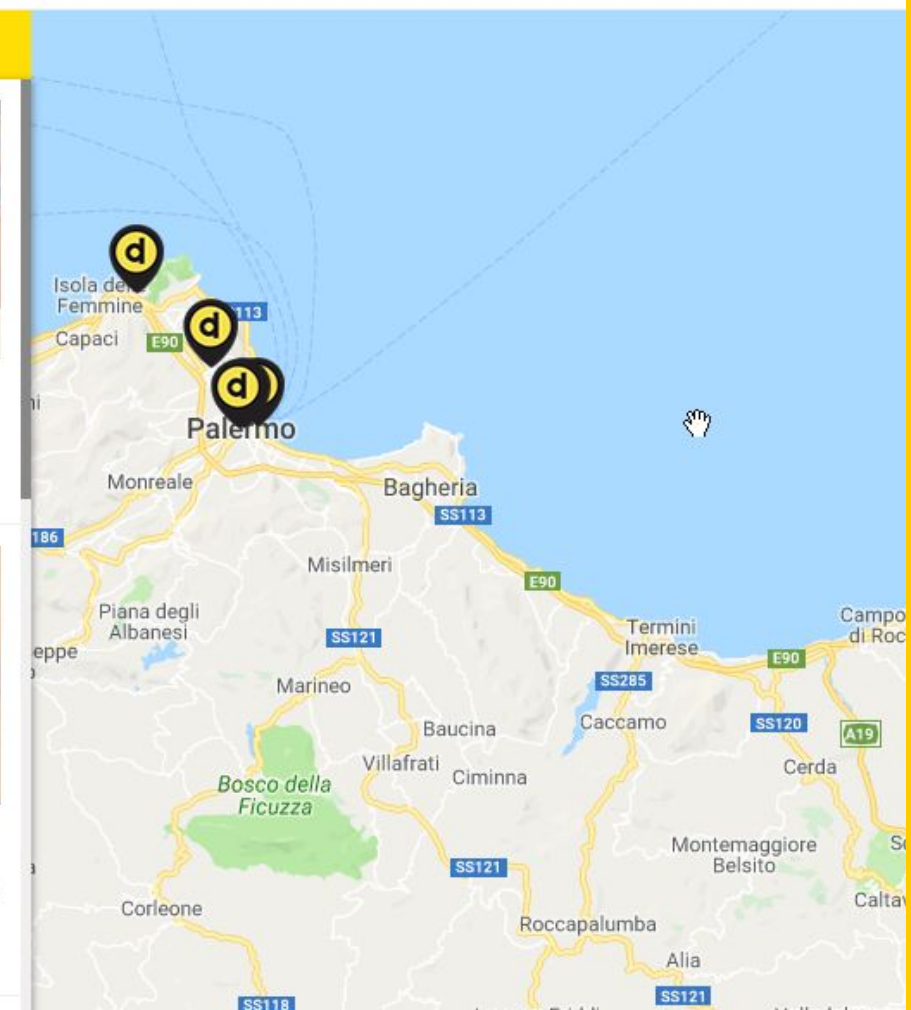 d
Isola delle
Femmine
113
d
Capaci
E90
d
Palermo
Monreale
Bagheria
SS113
186
Misilmeri
E90
Piana degli
Albanesi
Termini
Imerese
Campo
di Roc
SS121
eppe
E90
Marineo
SS285
Baucina
Caccamo
SS120
A19
Villafrati
Ciminna
Cerda
Bosco della
Ficuzza
Montemaggiore
Belsito
SS121
Caltav
Corleone
Roccapalumba
Alia
SS118
SS121